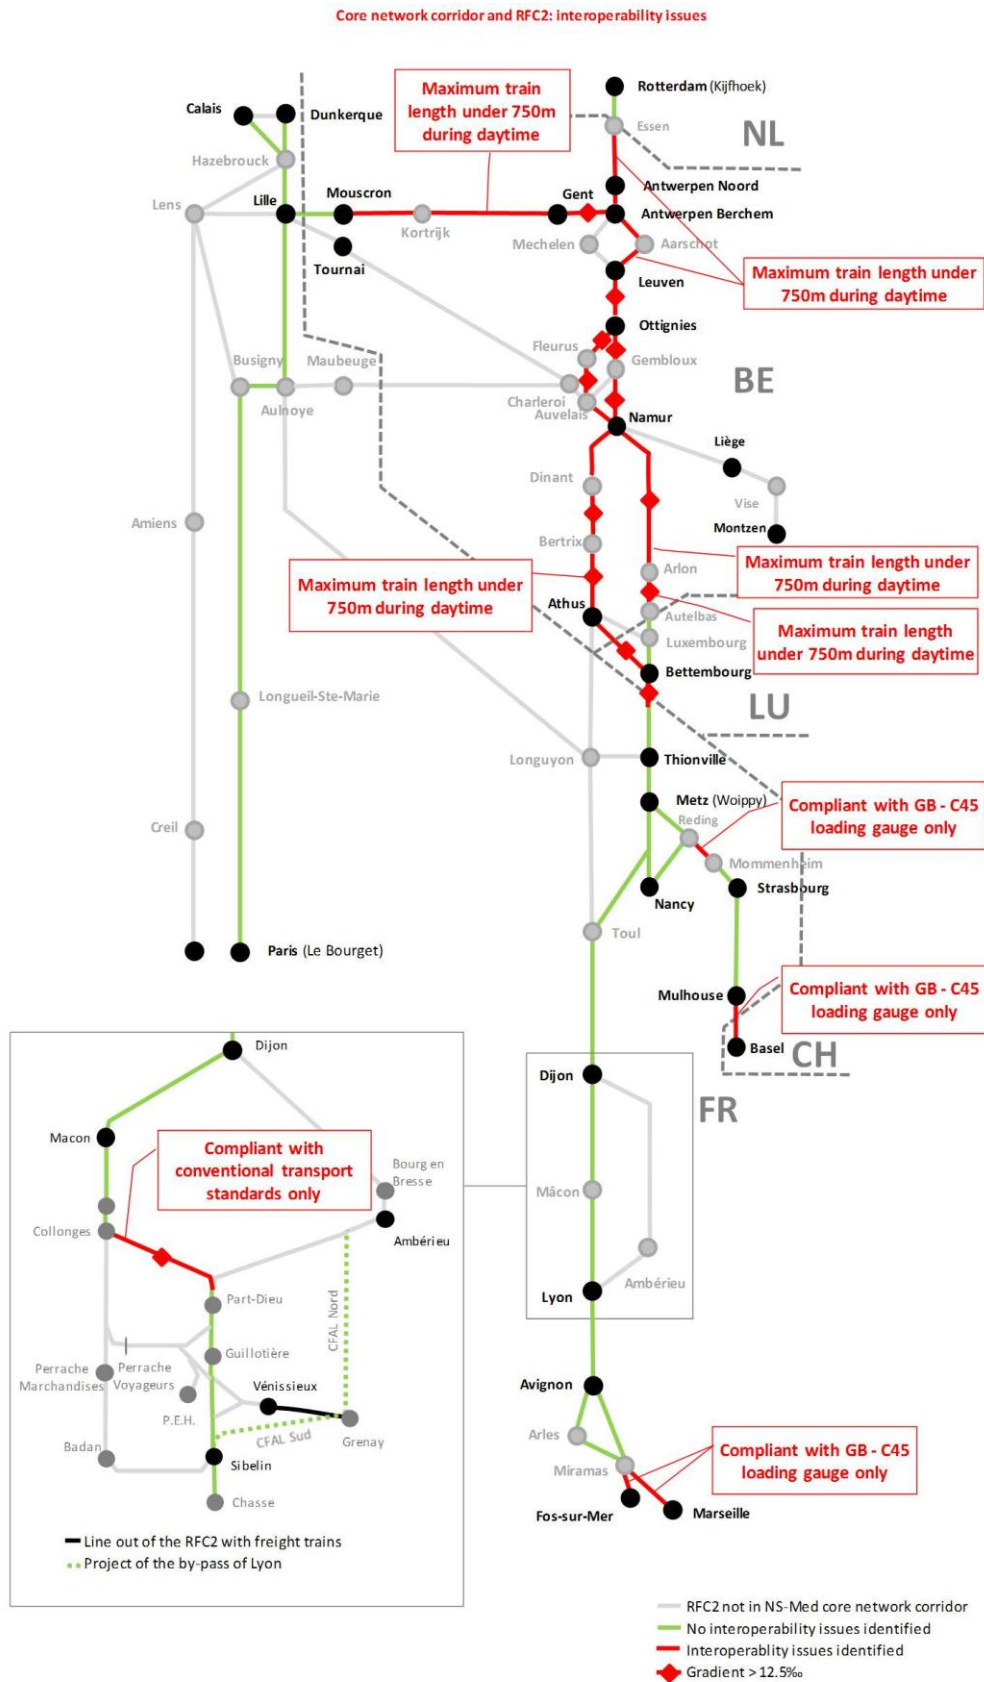 Core network corridor and RFC2: interoperability issues
Maximum train
length under 750m
during daytime
Rotterdam (Kijfhoek)
Calais
Dunkerque
Essen
NL
Hazebrouck
Antwerpen Noord
Lens
Lille
Mouscron
Gent
Antwerpen Berchem
Kortrijk
Mechelen
Aarschot
Tournai
Leuven
Maximum train length under
750m during daytime
Ottignies
Fleurus
Gembloux
BE
Busigny
Maubeuge
Aulnoye
Charleroi
Auvelais
Namur
Liège
Dinant
Vise
Amiens
Montzen
Bertrix
Maximum train length under
750m during daytime
Maximum train length under
750m during daytime
Arlon
Athus
Autelbas
Maximum train length
under 750m during daytime
Luxembourg
Bettembourg
Longueil-Ste-Marie
LU
Longuyon
Thionville
Metz (Woippy)
Compliant with GB - C45
loading gauge only
Creil
Reding
Mommenheim
Strasbourg
Nancy
Toul
Paris (Le Bourget)
Mulhouse
Compliant with GB - C45
loading gauge only
Basel
CH
Dijon
FR
Mâcon
Ambérieu
Lyon
Avignon
Arles
Miramas
Compliant with GB - C45
loading gauge only
Fos-sur-Mer
Marseille
Dijon
Macon
Compliant with
conventional transport
standards only
Bourg en
Bresse
Collonges
Ambérieu
Part-Dieu
CFAL Nord
Guillotière
Perrache
Marchandises
Perrache
Voyageurs
Vénissieux
P.E.H.
CFAL Sud
Grenay
Badan
Sibelin
Chasse
Line out of the RFC2 with freight trains
Project of the by-pass of Lyon
RFC2 not in NS-Med core network corridor
No interoperability issues identified
Interoperablity issues identified
Gradient > 12.5‰